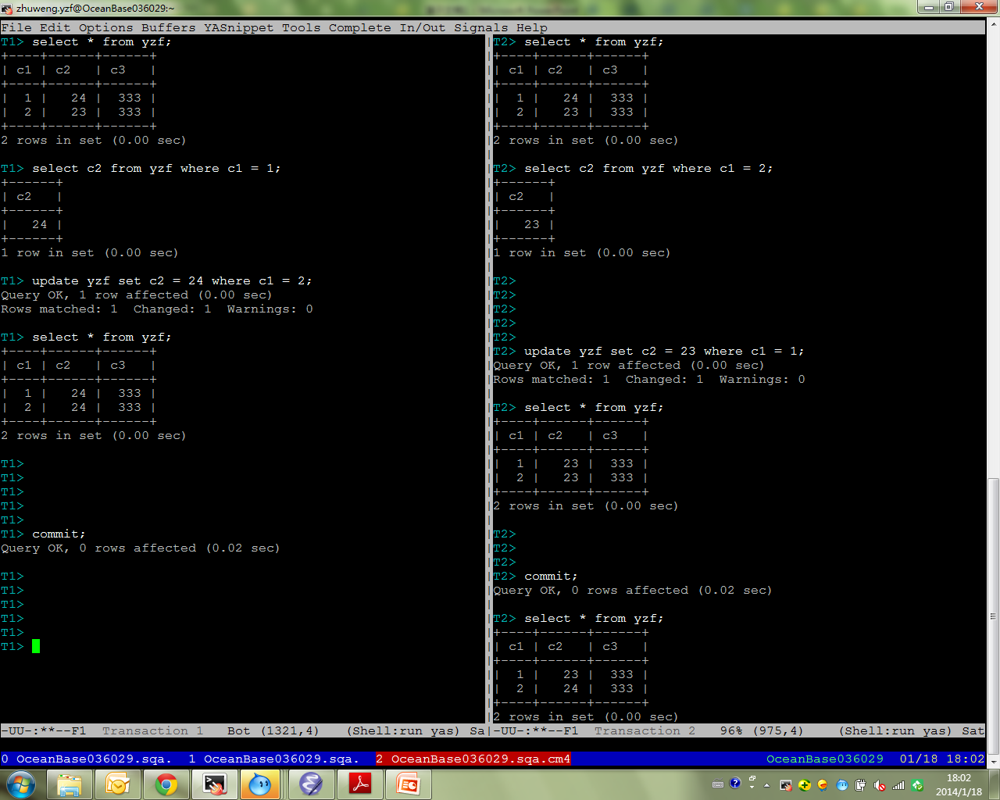 zhuweng.yzf@OceanBase036029:~
File Edit Options Buffers YASnippet Tools Complete In/Out Signals Help
T1> select * from yzf;
+----+------+------+
| c1 | c2   | c3   |
+----+------+------+
|  1 |   24 |  333 |
|  2 |   23 |  333 |
+----+------+------+
2 rows in set (0.00 sec)
T1> select c2 from yzf where c1 = 1;
+------+
| c2   |
+------+
|   24 |
+------+
1 row in set (0.00 sec)
T1> update yzf set c2 = 24 where c1 = 2;
Query OK, 1 row affected (0.00 sec)
Rows matched: 1  Changed: 1  Warnings: 0
T1> select * from yzf;
+----+------+------+
| c1 | c2   | c3   |
+----+------+------+
|  1 |   24 |  333 |
|  2 |   24 |  333 |
+----+------+------+
2 rows in set (0.00 sec)
T1>
T1>
T1>
T1>
T1>
T1> commit;
Query OK, 0 rows affected (0.02 sec)
T1>
T1>
T1>
T1>
T1>
T1>
-UU-:**--F1  Transaction 1   Bot (1321,4)   (Shell:run yas) Sa
T2> select * from yzf;
+----+------+------+
| c1 | c2   | c3   |
+----+------+------+
|  1 |   24 |  333 |
|  2 |   23 |  333 |
+----+------+------+
2 rows in set (0.00 sec)
T2> select c2 from yzf where c1 = 2;
+------+
| c2   |
+------+
|   23 |
+------+
1 row in set (0.00 sec)
T2>
T2>
T2>
T2>
T2>
T2> update yzf set c2 = 23 where c1 = 1;
Query OK, 1 row affected (0.00 sec)
Rows matched: 1  Changed: 1  Warnings: 0
T2> select * from yzf;
+----+------+------+
| c1 | c2   | c3   |
+----+------+------+
|  1 |   23 |  333 |
|  2 |   23 |  333 |
+----+------+------+
2 rows in set (0.00 sec)
T2>
T2>
T2>
T2> commit;
Query OK, 0 rows affected (0.02 sec)
T2> select * from yzf;
+----+------+------+
| c1 | c2   | c3   |
+----+------+------+
|  1 |   23 |  333 |
|  2 |   24 |  333 |
+----+------+------+
2 rows in set (0.00 sec)
-UU-:**--F1  Transaction 2   96% (975,4)    (Shell:run yas) Sat
0 OceanBase036029.sqa.  1 OceanBase036029.sqa.  2 OceanBase036029.sqa.cm4 OceanBase036029  01/18 18:02
18:02
2014/1/18